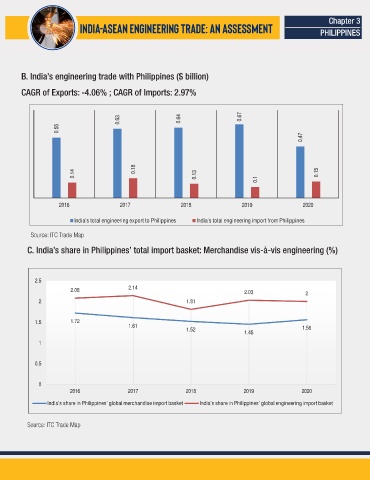 INDIA-ASEAN ENGINEERING TRADE: AN ASSESSMENT
Chapter 3
PHILIPPINES
B. India's engineering trade with Philippines ($ billion)
CAGR of Exports: -4.06% ; CAGR of Imports: 2.97%
0.55 0.14 0.63 0.18 0.64 0.13 0.67 0.1 0.47 0.15
2016 2017 2018 2019 2020
India's total engineering export to Philippines India's total engineering import from Philippines
Source: ITC Trade Map
C. India's share in Philippines' total import basket: Merchandise vis-à-vis engineering (%)
2.5
2
1.5
1
0.5
0
2.08 2.14 1.81 2.03 2
1.72 1.61 1.52 1.45 1.56
2016 2017 2018 2019 2020
India's share in Philippines' global merchandise import basket India's share in Philippines' global engineering import basket
Source: ITC Trade Map